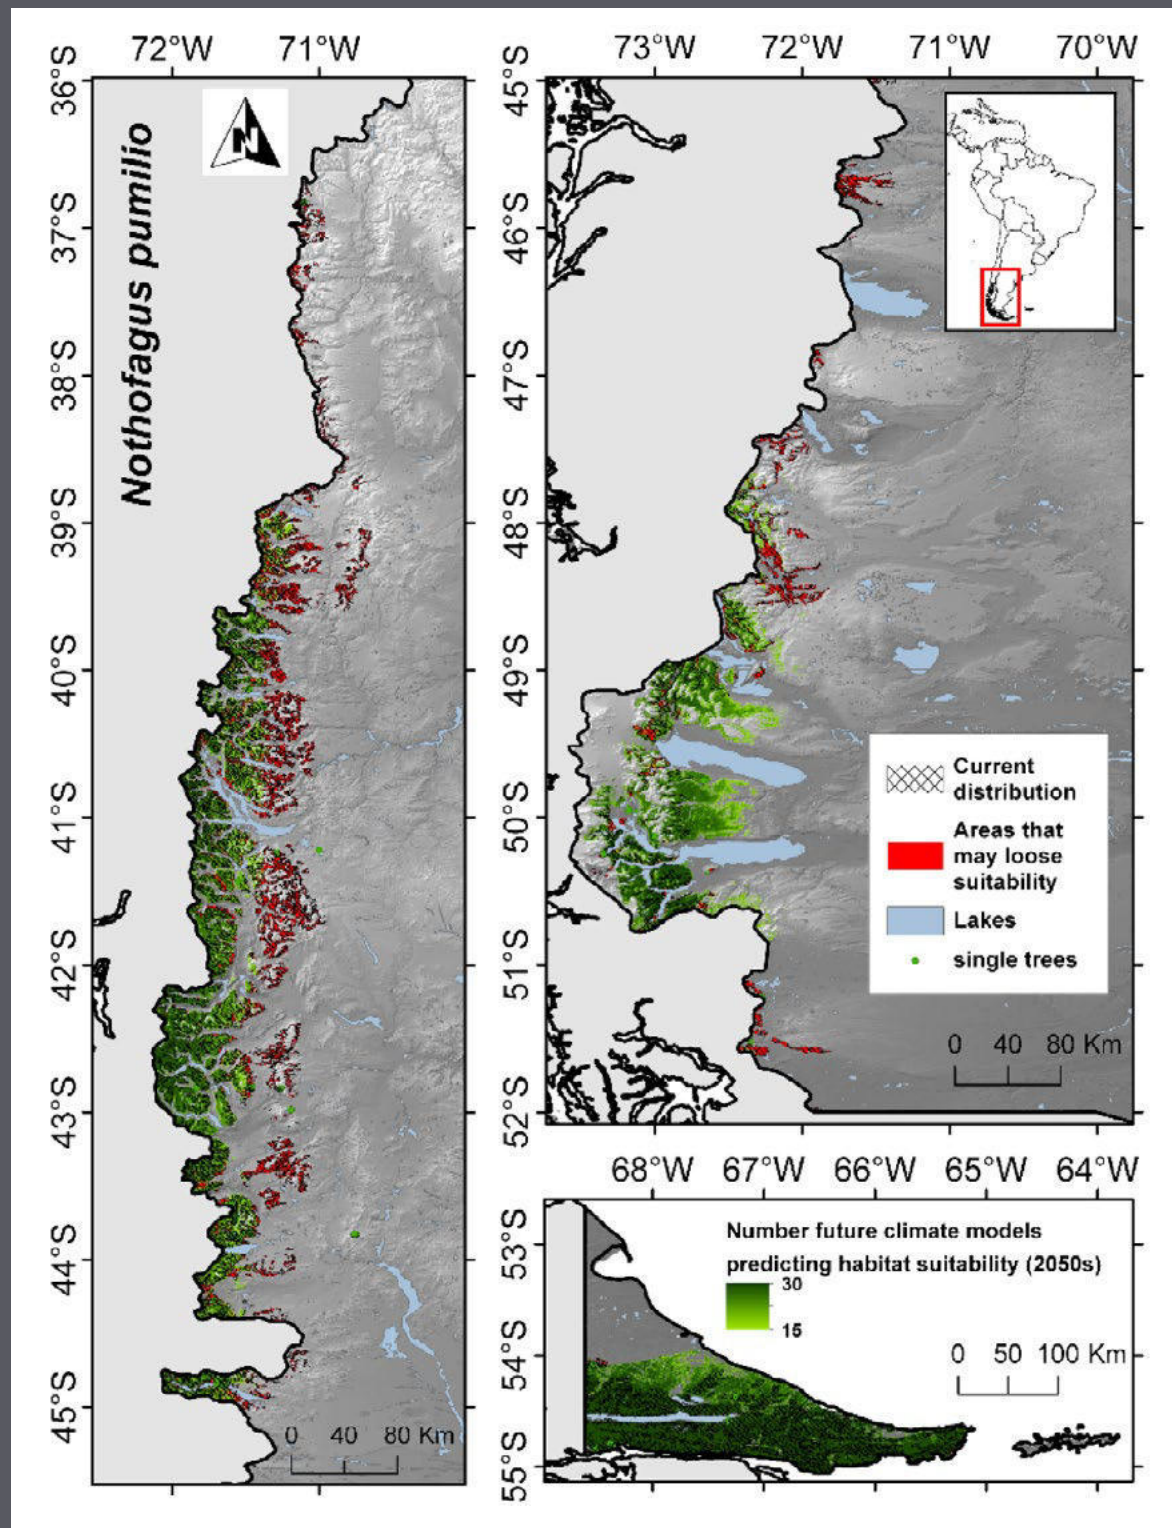 72°W 71°W
36°S
37°S
38°S
39°S
40°S
41°S
42°S
43°S
44°S
45°S
Nothofagus pumilio
N
0 40 80 Km
73°W 72°W 71°W 70°W
45°S
46°S
47°S
48°S
49°S
50°S
51°S
52°S
Current
distribution
Areas that
may loose
suitability
Lakes
single trees
0 40 80 Km
68°W 67°W 66°W 65°W 64°W
53°S
54°S
55°S
Number future climate models
predicting habitat suitability (2050s)
30
15
0 50 100 Km